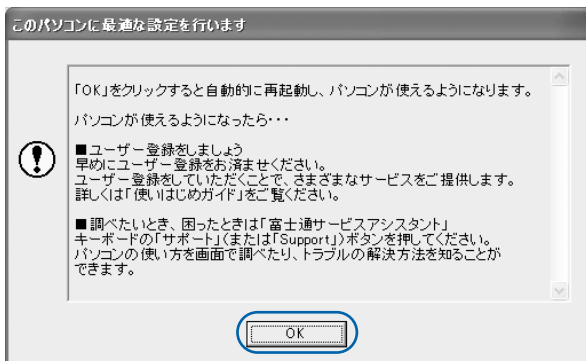 このパソコンに最適な設定を行います
「OK」をクリックすると自動的に再起動し、パソコンが使えるようになります。
パソコンが使えるようになったら・・・
■ユーザー登録をしましょう
早めにユーザー登録をお済ませください。
ユーザー登録をしていただくことで、さまざまなサービスをご提供します。
詳しくは「使いはじめガイド」をご覧ください。
■調べたいとき、困ったときは「富士通サービスアシスタント」
キーボードの「サポート」（または「Support」）ボタンを押してください。
パソコンの使い方を画面で調べたり、トラブルの解決方法を知ることが
できます。
OK